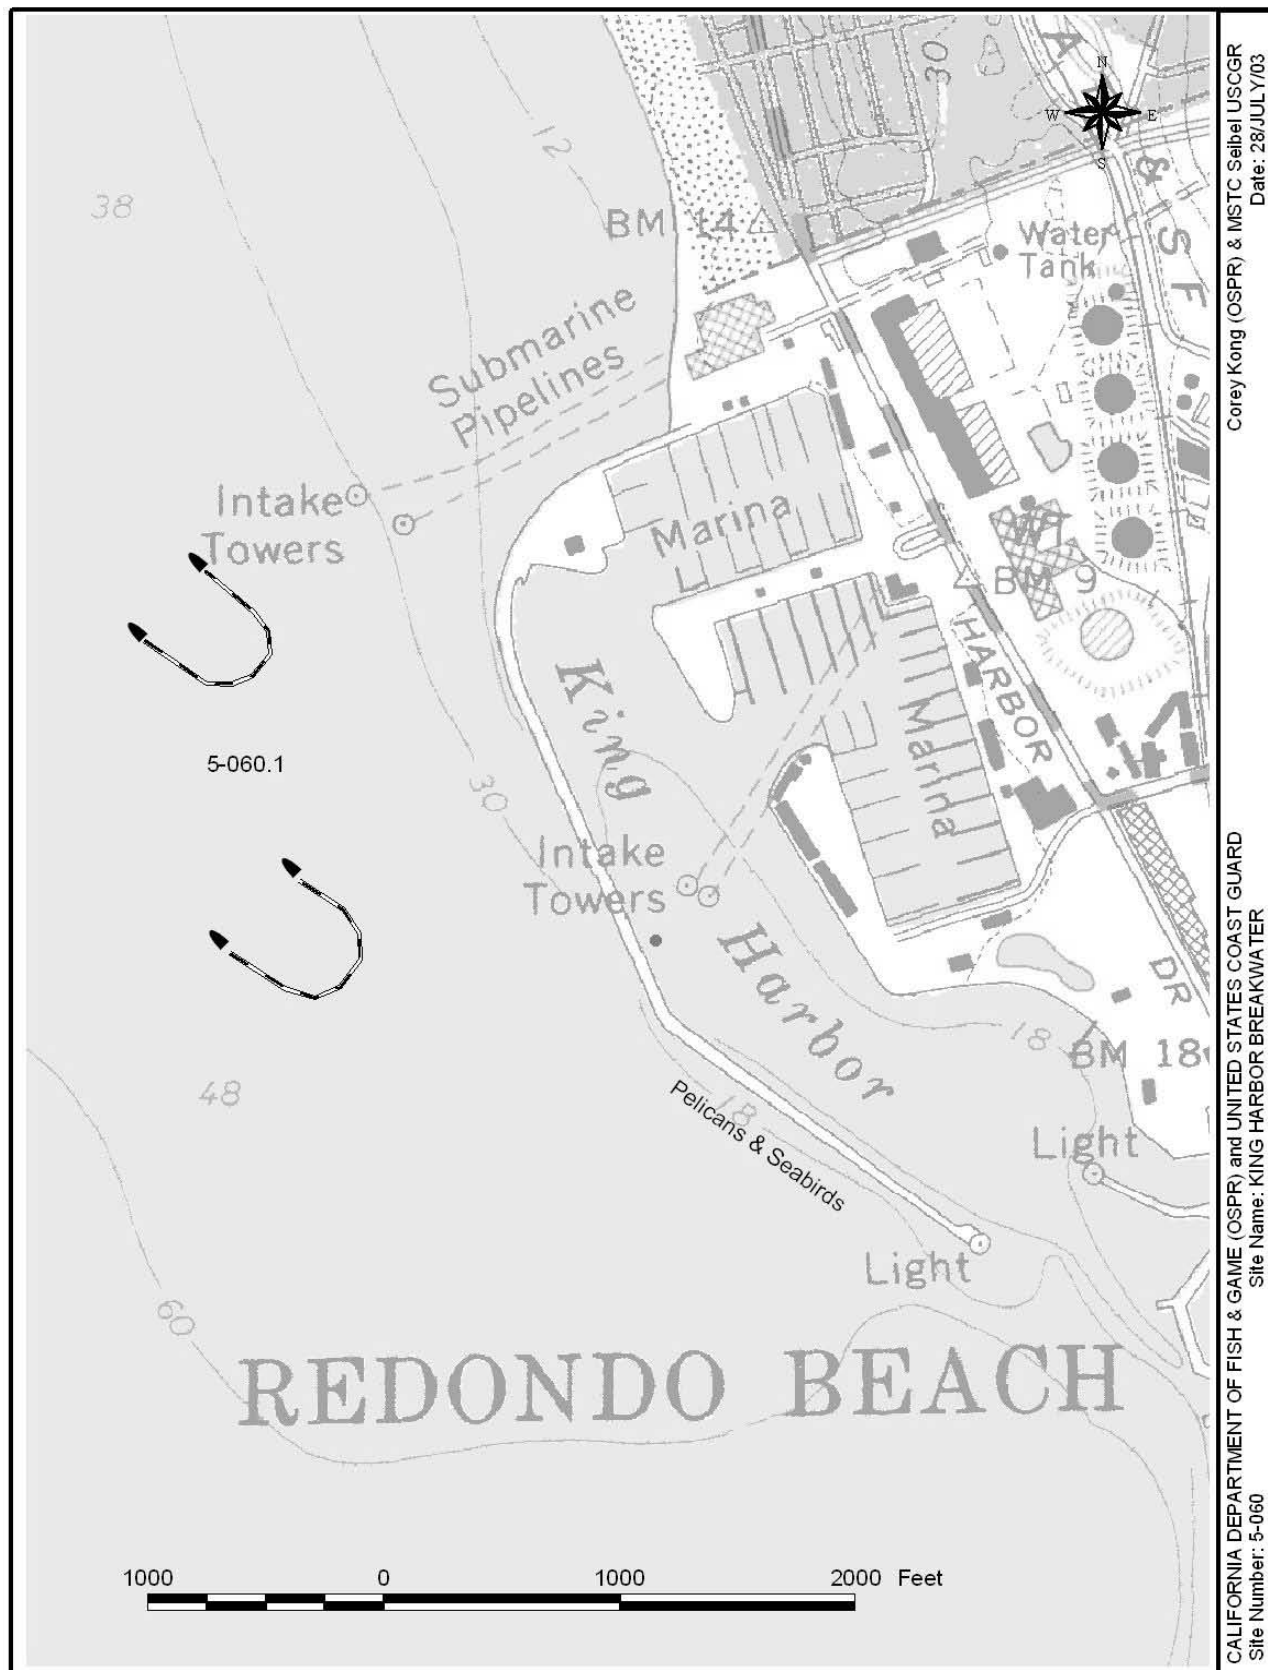 N
W E
S
A & S F
30
12
38
BM 14
Water
Tank
Submarine
Pipelines
Intake
Towers
Marina
WT
BM 9
HARBOR
King
5-060.1
30
Marina
Intake
Towers
Harbor
DR
18
BM 18
48
18
Pelicans & Seabirds
Light
Light
60
REDONDO BEACH
1000 0 1000 2000 Feet
Corey Kong (OSPR) & MSTC Seibel USCGR
Date: 28/JULY/03
CALIFORNIA DEPARTMENT OF FISH & GAME (OSPR) and UNITED STATES COAST GUARD
Site Number: 5-060 Site Name: KING HARBOR BREAKWATER